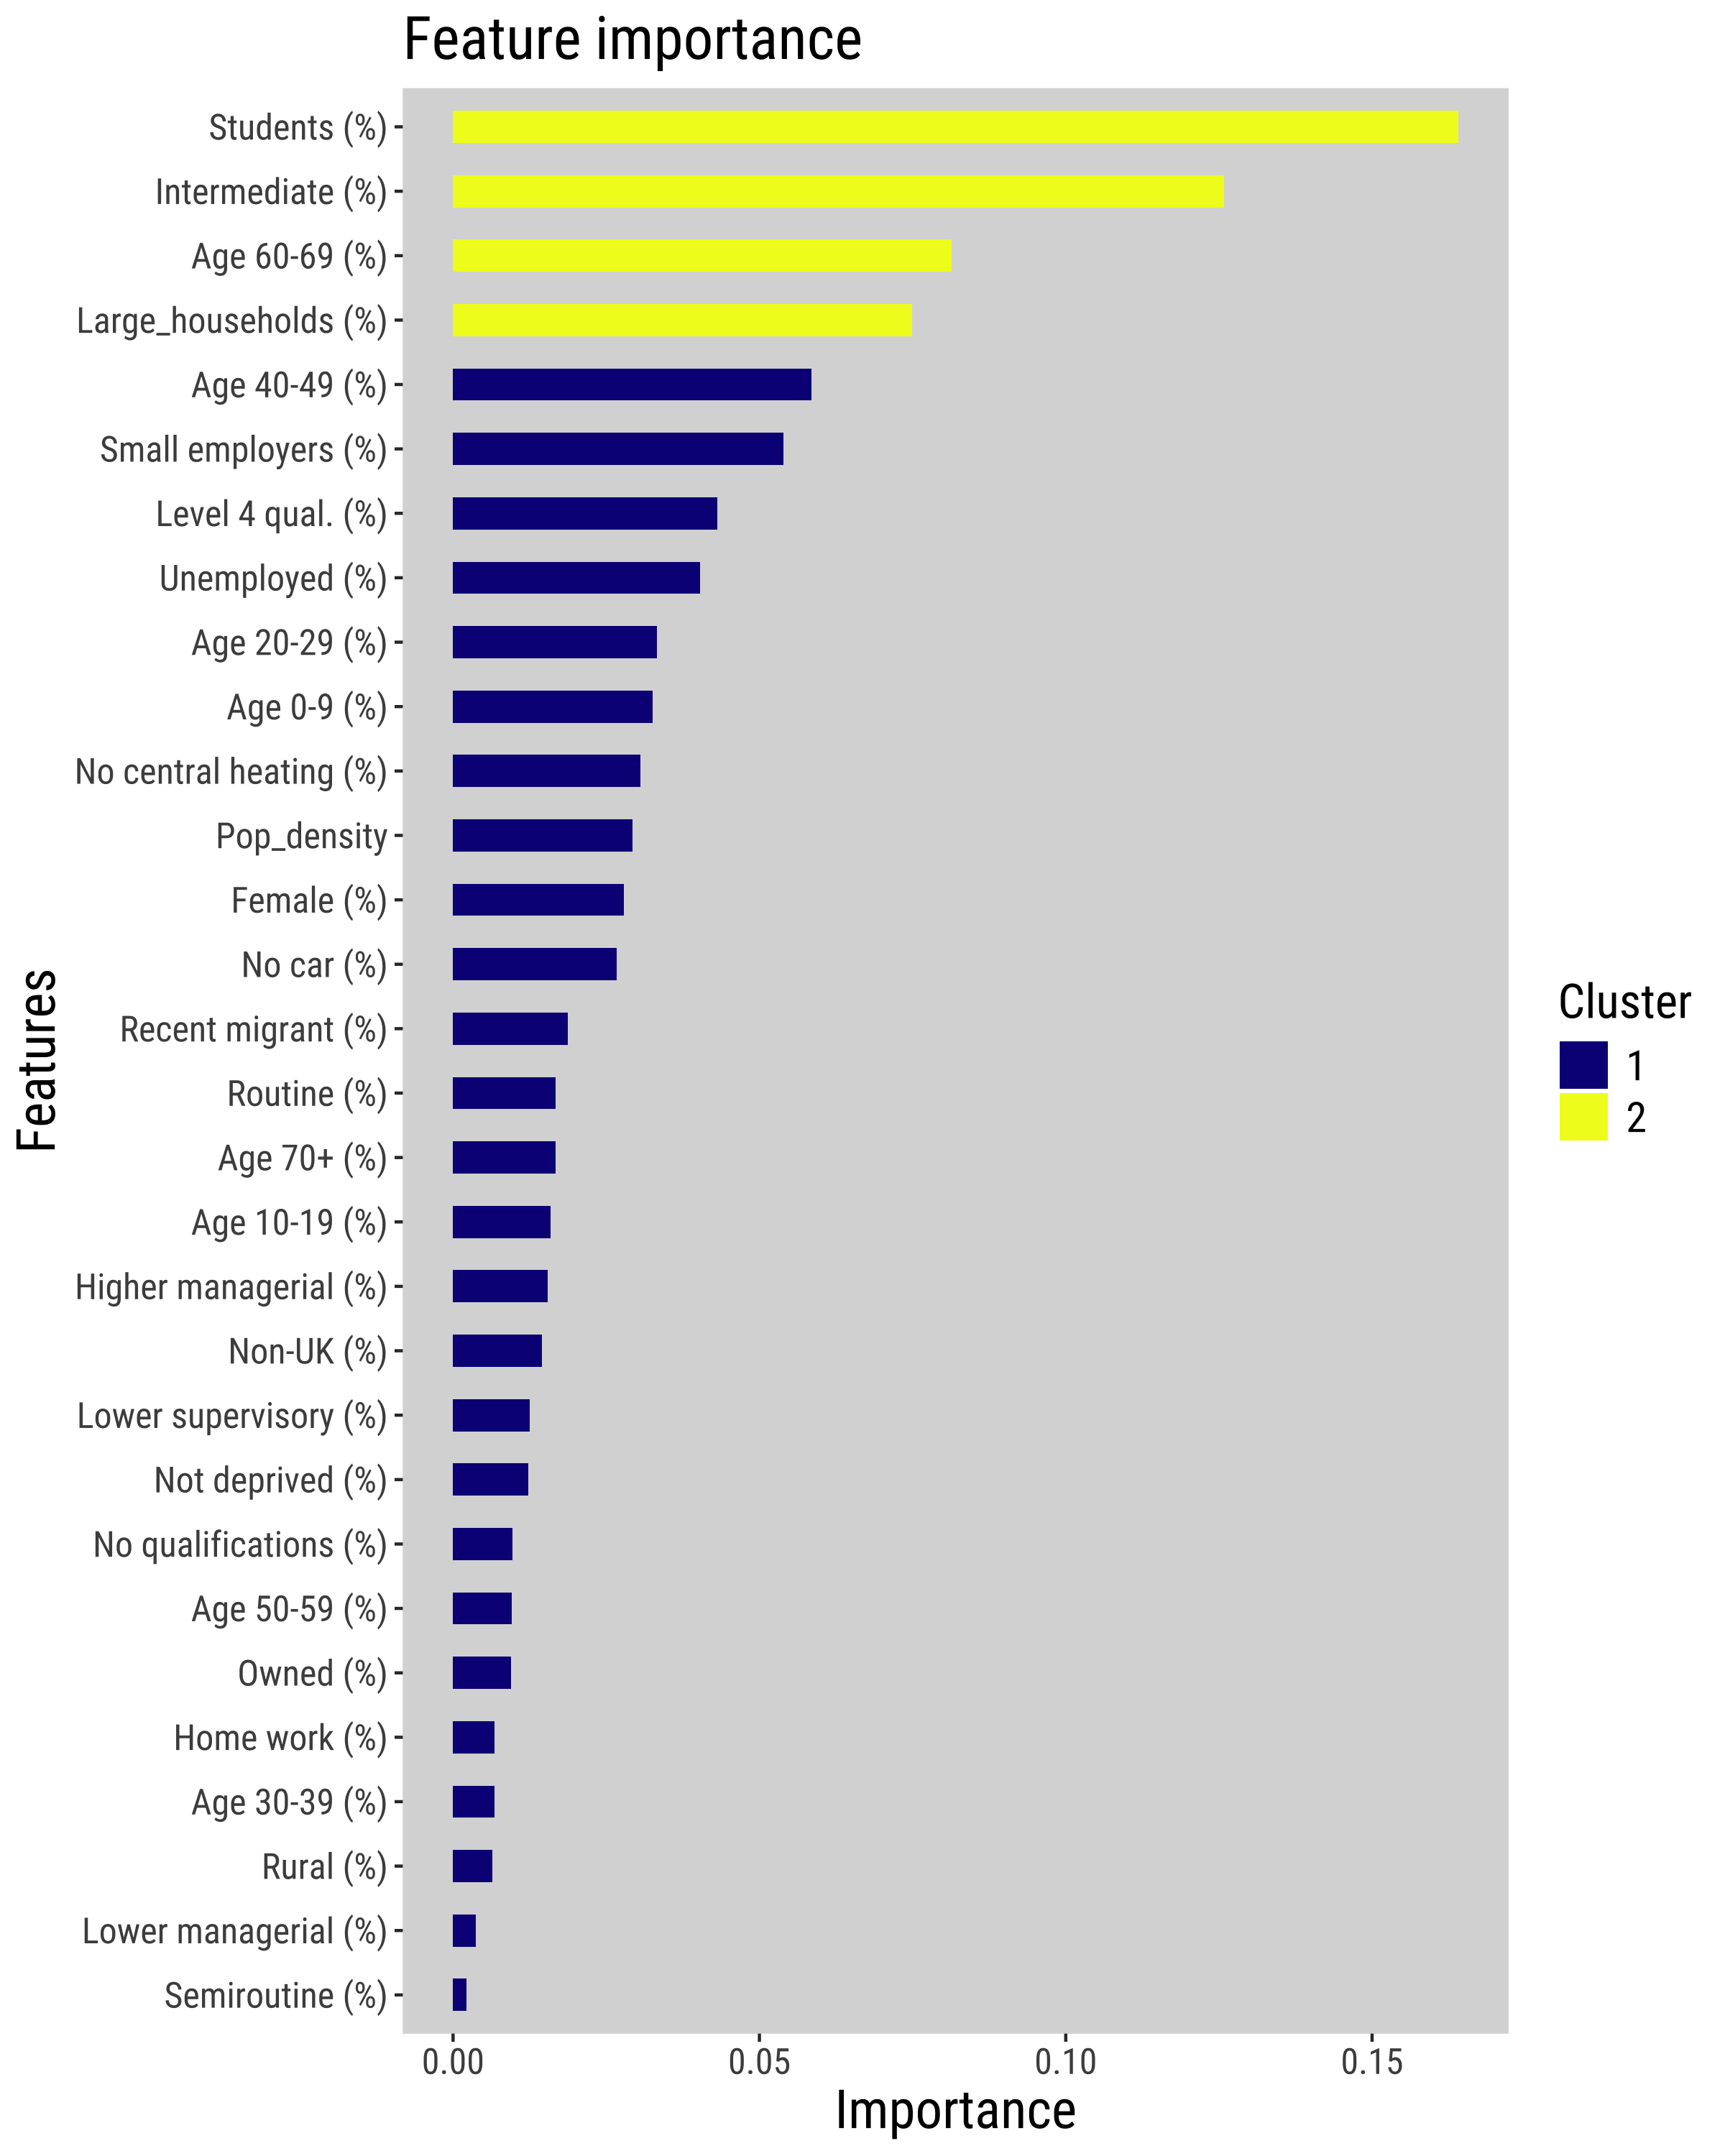 Feature importance
Students (%)
Intermediate (%)
Age 60-69 (%)
Large_households (%)
Age 40-49 (%)
Small employers (%)
Level 4 qual. (%)
Unemployed (%)
Age 20-29 (%)
Age 0-9 (%)
No central heating (%)
Pop_density
Female (%)
No car (%)
Recent migrant (%)
Routine (%)
Age 70+ (%)
Age 10-19 (%)
Higher managerial (%)
Non-UK (%)
Lower supervisory (%)
Not deprived (%)
No qualifications (%)
Age 50-59 (%)
Owned (%)
Home work (%)
Age 30-39 (%)
Rural (%)
Lower managerial (%)
Semiroutine (%)
Features
0.00 0.05 0.10 0.15
Importance
Cluster
1
2